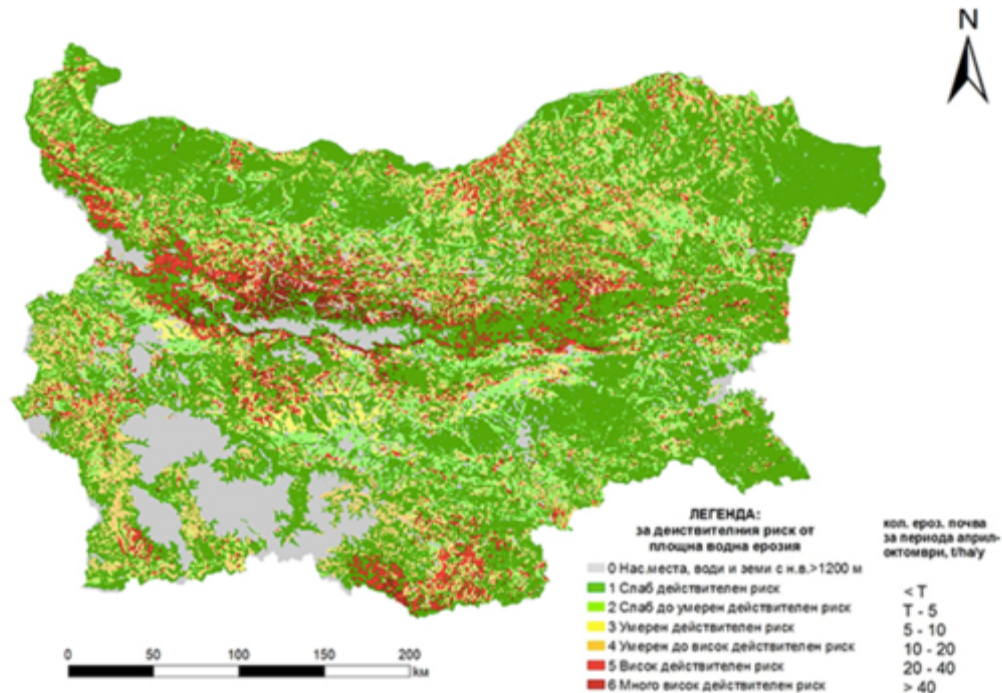 N
ЛЕГЕНДА:
за деиствителния риск от
площна водна ерозия
кол. ероз. почва
за периода април-
октомври, t/ha/y
0 Нас.места, води и земи с н.в.>1200 м
1 Слаб действителен риск < T
2 Слаб до умерен действителен риск T - 5
3 Умерен действителен риск 5 - 10
4 Умерен до висок действителен риск 10 - 20
5 Висок действителен риск 20 - 40
6 Много висок действителен риск > 40
0 50 100 150 200
км